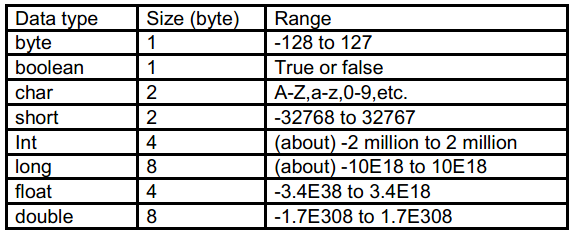 Data type Size (byte) Range
byte 1 -128 to 127
boolean 1 True or false
char 2 A-Z,a-z,0-9,etc.
short 2 -32768 to 32767
Int 4 (about) -2 million to 2 million
long 8 (about) -10E18 to 10E18
float 4 -3.4E38 to 3.4E18
double 8 -1.7E308 to 1.7E308